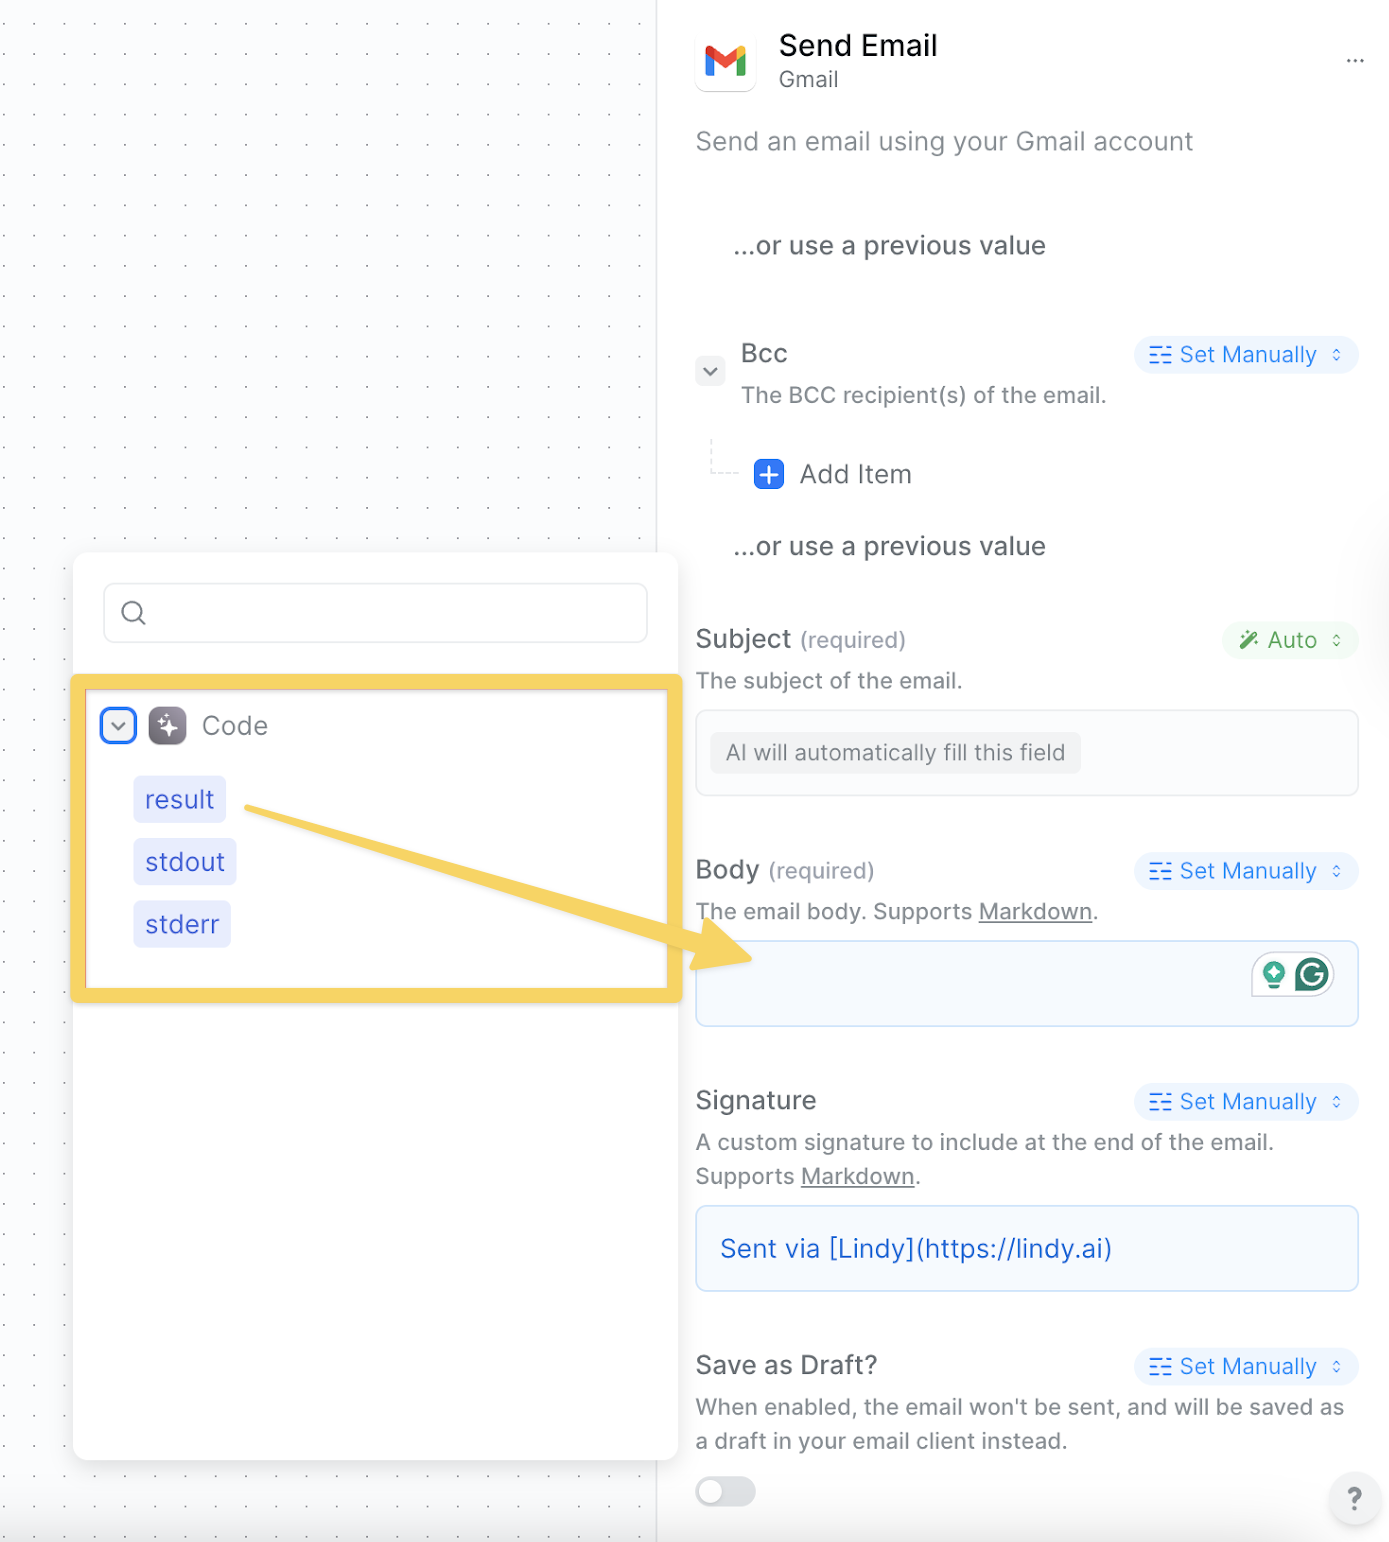 Send Email
Gmail
Send an email using your Gmail account
...or use a previous value
Bcc
Set Manually
The BCC recipient(s) of the email.
Add Item
...or use a previous value
Code
result
stdout
stderr
Subject (required)
Auto
The subject of the email.
AI will automatically fill this field
Body (required)
Set Manually
The email body. Supports Markdown.
Signature
Set Manually
A custom signature to include at the end of the email.
Supports Markdown.
Sent via [Lindy](https://lindy.ai)
Save as Draft?
Set Manually
When enabled, the email won't be sent, and will be saved as
a draft in your email client instead.
?